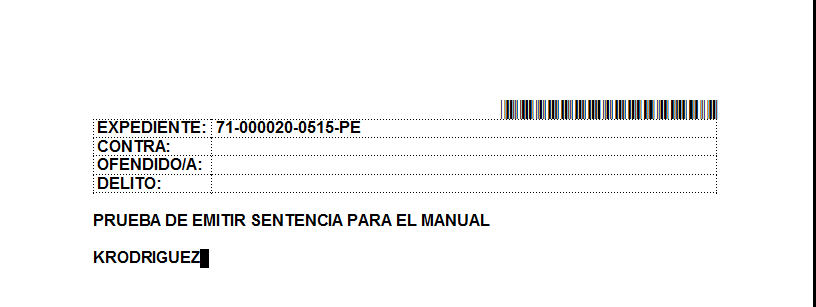 EXPEDIENTE: 71-000020-0515-PE
CONTRA:
OFENDIDO/A:
DELITO:
PRUEBA DE EMITIR SENTENCIA PARA EL MANUAL
KRODRIGUEZ